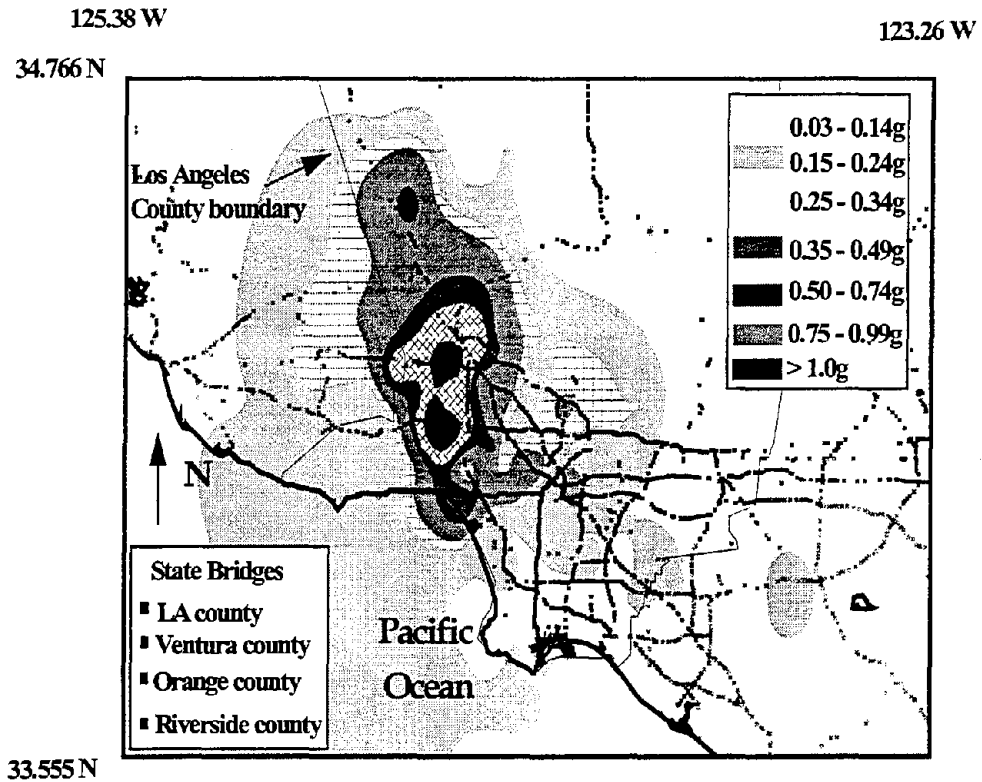 125.38 W
123.26 W
34.766 N
Los Angeles
County boundary
0.03 - 0.14g
0.15 - 0.24g
0.25 - 0.34g
0.35 - 0.49g
0.50 - 0.74g
0.75 - 0.99g
> 1.0g
N
State Bridges
LA county
Ventura county
Orange county
Riverside county
Pacific
Ocean
33.555 N